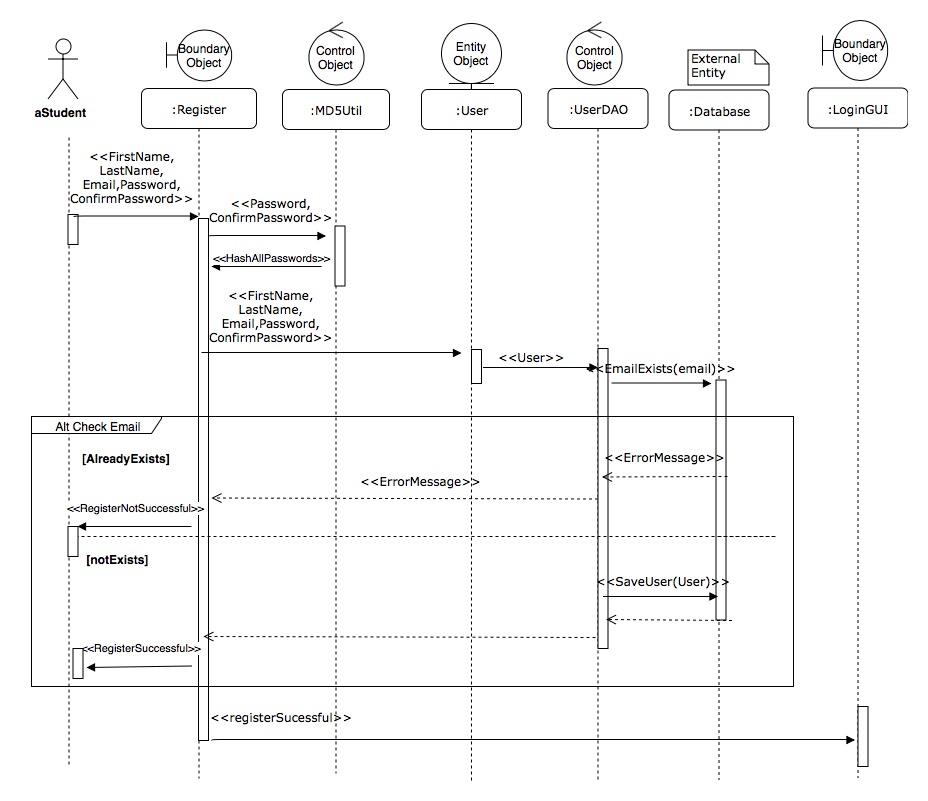 Boundary
Object
Control
Object
Entity
Object
Control
Object
External
Entity
Boundary
Object
aStudent
:Register
:MD5Util
:User
:UserDAO
:Database
:LoginGUI
<<FirstName,
LastName,
Email,Password,
ConfirmPassword>>
<<Password,
ConfirmPassword>>
<<HashAllPasswords>>
<<FirstName,
LastName,
Email,Password,
ConfirmPassword>>
<<User>>
<<EmailExists(email)>>
Alt Check Email
[AlreadyExists]
<<ErrorMessage>>
<<ErrorMessage>>
<<RegisterNotSuccessful>>
[notExists]
<<SaveUser(User)>>
<<RegisterSuccessful>>
<<registerSucessful>>